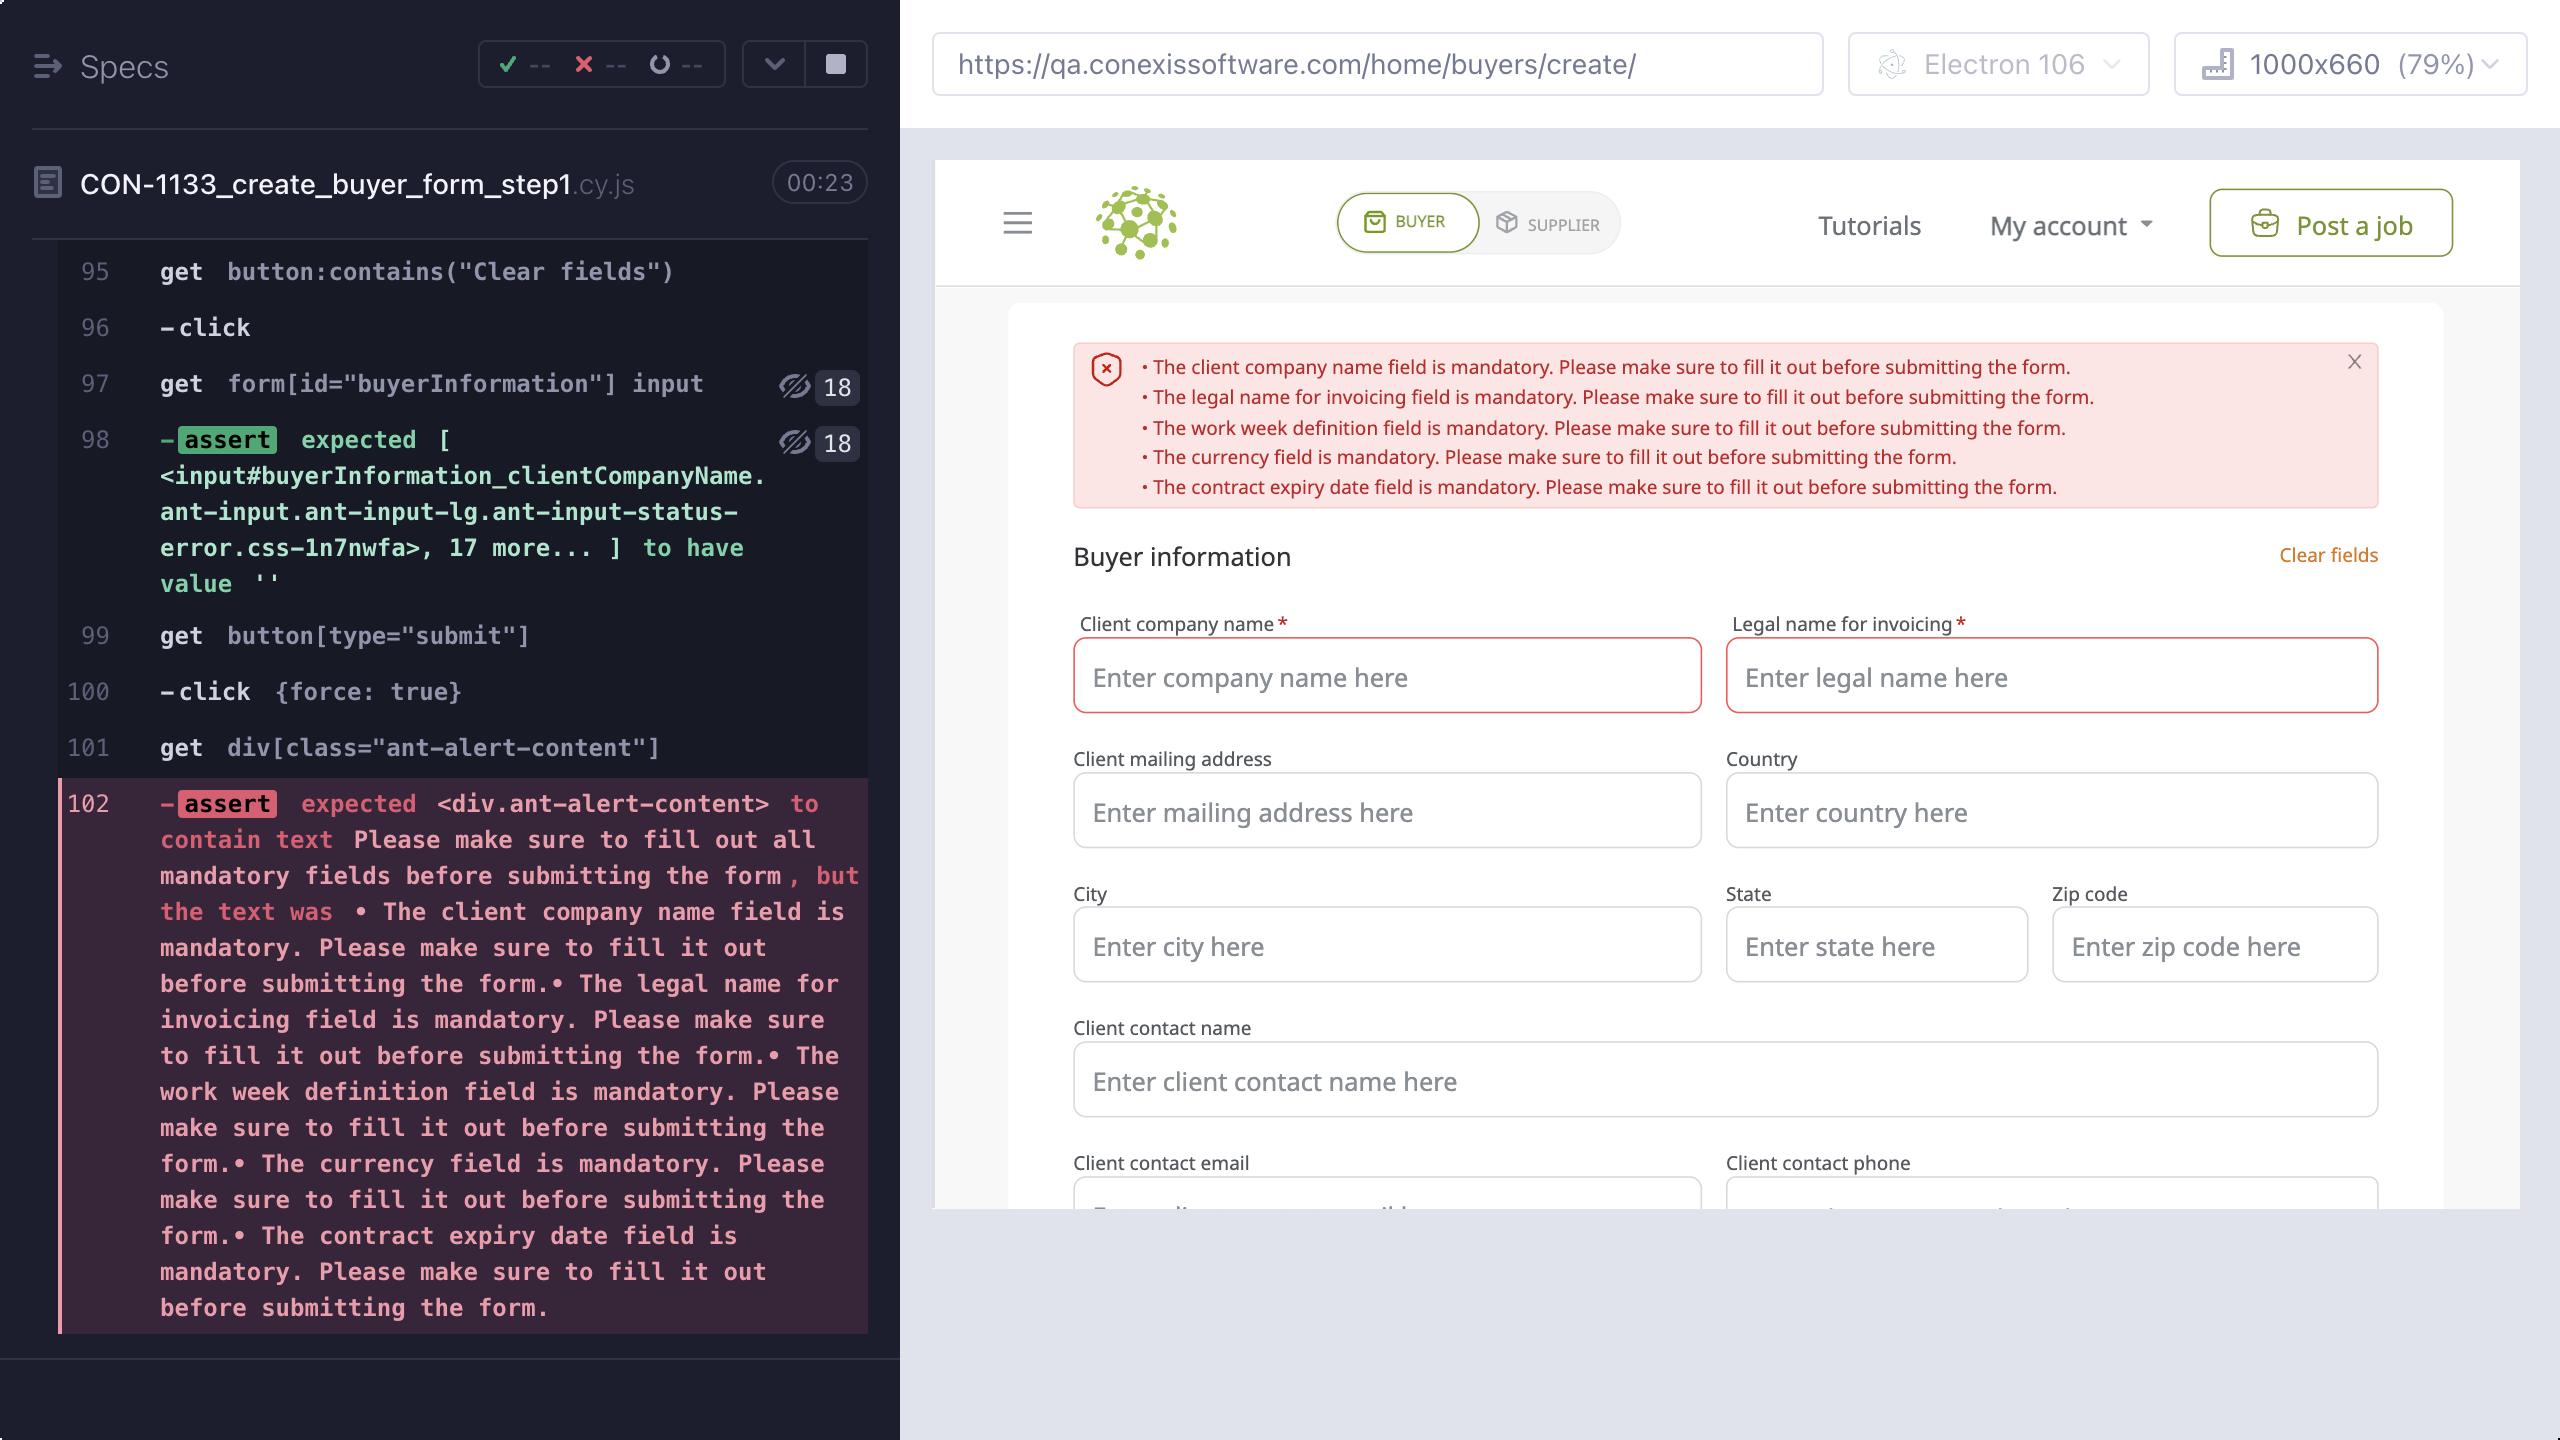 Specs
--
--
--
CON-1133_create_buyer_form_step1.cy.js
00:23
95 get button:contains("Clear fields")
96 -click
97 get form[id="buyerInformation"] input 18
98 -assert expected [ 18
<input#buyerInformation_clientCompanyName.
ant-input.ant-input-lg.ant-input-status-
error.css-1n7nwfa>, 17 more... ] to have
value ''
99 get button[type="submit"]
100 -click {force: true}
101 get div[class="ant-alert-content"]
102 -assert expected <div.ant-alert-content> to
contain text Please make sure to fill out all
mandatory fields before submitting the form, but
the text was • The client company name field is
mandatory. Please make sure to fill it out
before submitting the form.• The legal name for
invoicing field is mandatory. Please make sure
to fill it out before submitting the form.• The
work week definition field is mandatory. Please
make sure to fill it out before submitting the
form.• The currency field is mandatory. Please
make sure to fill it out before submitting the
form.• The contract expiry date field is
mandatory. Please make sure to fill it out
before submitting the form.
https://qa.conexissoftware.com/home/buyers/create/
Electron 106
1000x660 (79%)
BUYER
SUPPLIER
Tutorials
My account
Post a job
• The client company name field is mandatory. Please make sure to fill it out before submitting the form.
• The legal name for invoicing field is mandatory. Please make sure to fill it out before submitting the form.
• The work week definition field is mandatory. Please make sure to fill it out before submitting the form.
• The currency field is mandatory. Please make sure to fill it out before submitting the form.
• The contract expiry date field is mandatory. Please make sure to fill it out before submitting the form.
Buyer information
Clear fields
Client company name *
Legal name for invoicing *
Enter company name here
Enter legal name here
Client mailing address
Country
Enter mailing address here
Enter country here
City
State
Zip code
Enter city here
Enter state here
Enter zip code here
Client contact name
Enter client contact name here
Client contact email
Client contact phone